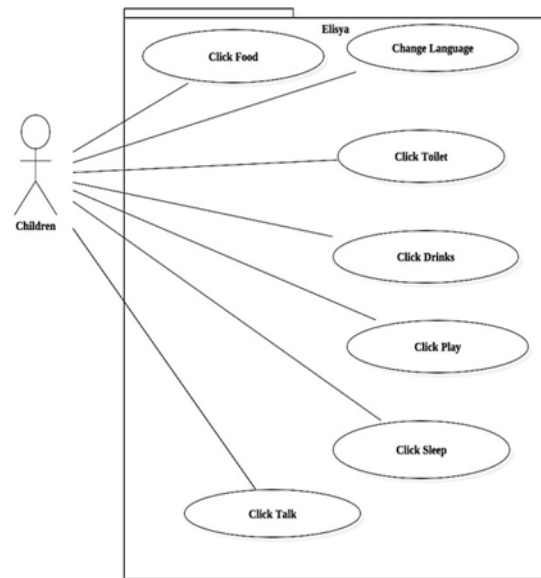 Elisya
Click Food
Change Language
Click Toilet
Children
Click Drinks
Click Play
Click Sleep
Click Talk